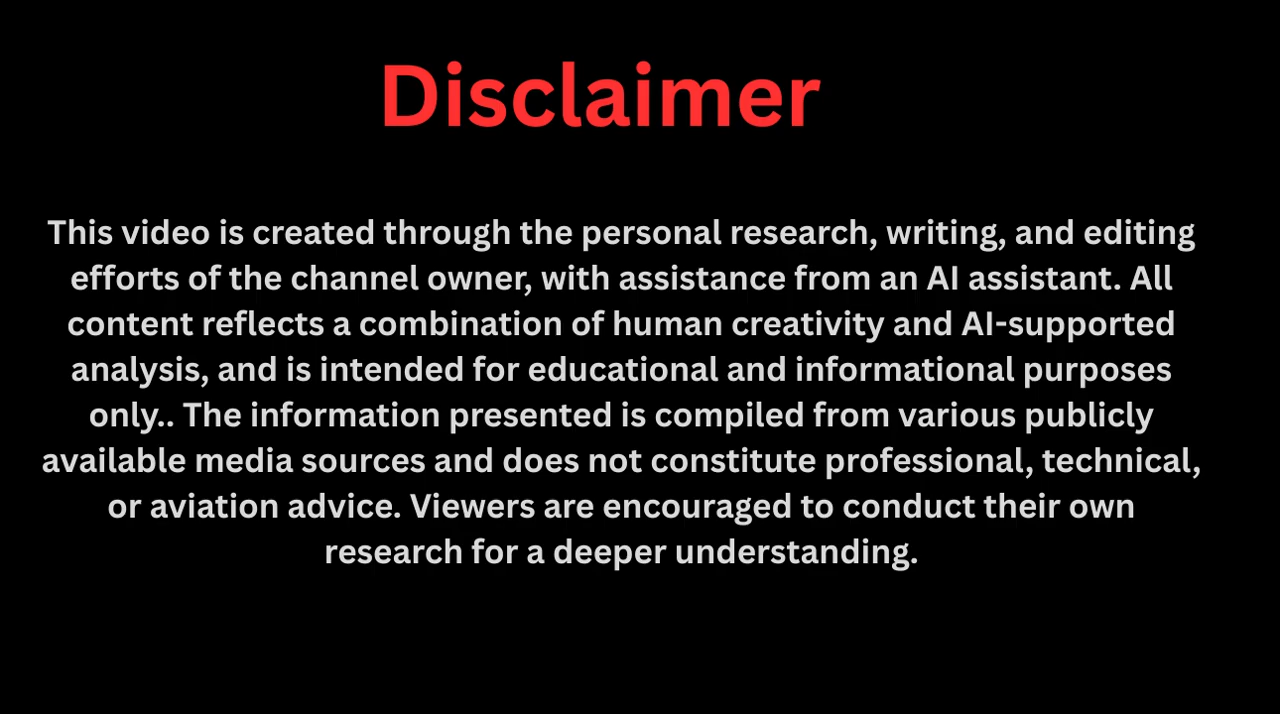 Disclaimer
This video is created through the personal research, writing, and editing
efforts of the channel owner, with assistance from an AI assistant. All
content reflects a combination of human creativity and AI-supported
analysis, and is intended for educational and informational purposes
only.. The information presented is compiled from various publicly
available media sources and does not constitute professional, technical,
or aviation advice. Viewers are encouraged to conduct their own
research for a deeper understanding.